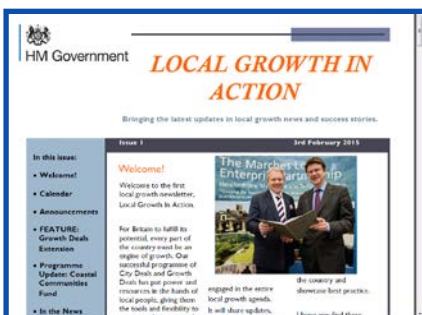 HM Government
LOCAL GROWTH IN
ACTION
Bringing the latest updates in local growth news and success stories.
Issue 1
3rd February 2015
In this issue:
• Welcome!
• Calendar
• Announcements
• FEATURE:
Growth Deals
Extension
• Programme
Update: Coastal
Communities
Fund
• In the News
Welcome!
Welcome to the first
local growth newsletter,
Local Growth In Action.
For Britain to fulfil its
potential, every part of
the country must be an
engine of growth. Our
successful programme of
City Deals and Growth
Deals has put power and
resources in the hands of
local people, giving them
the tools and flexibility to
The Marches
Enterprise Partnership
engaged in the entire
local growth agenda.
It will share updates,
the country and
showcase best practice.